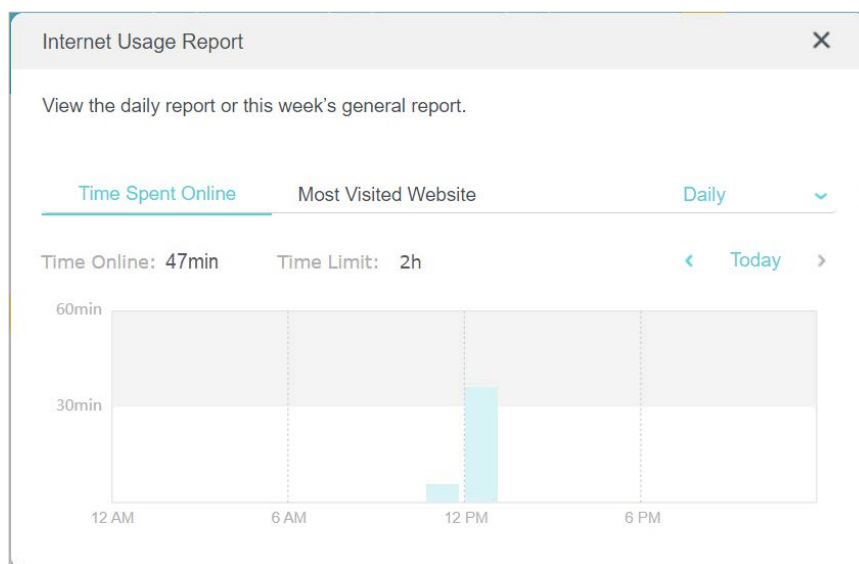 Internet Usage Report
View the daily report or this week's general report.
Time Spent Online Most Visited Website Daily
Time Online: 47min Time Limit: 2h Today
60min
30min
12 AM 6 AM 12 PM 6 PM